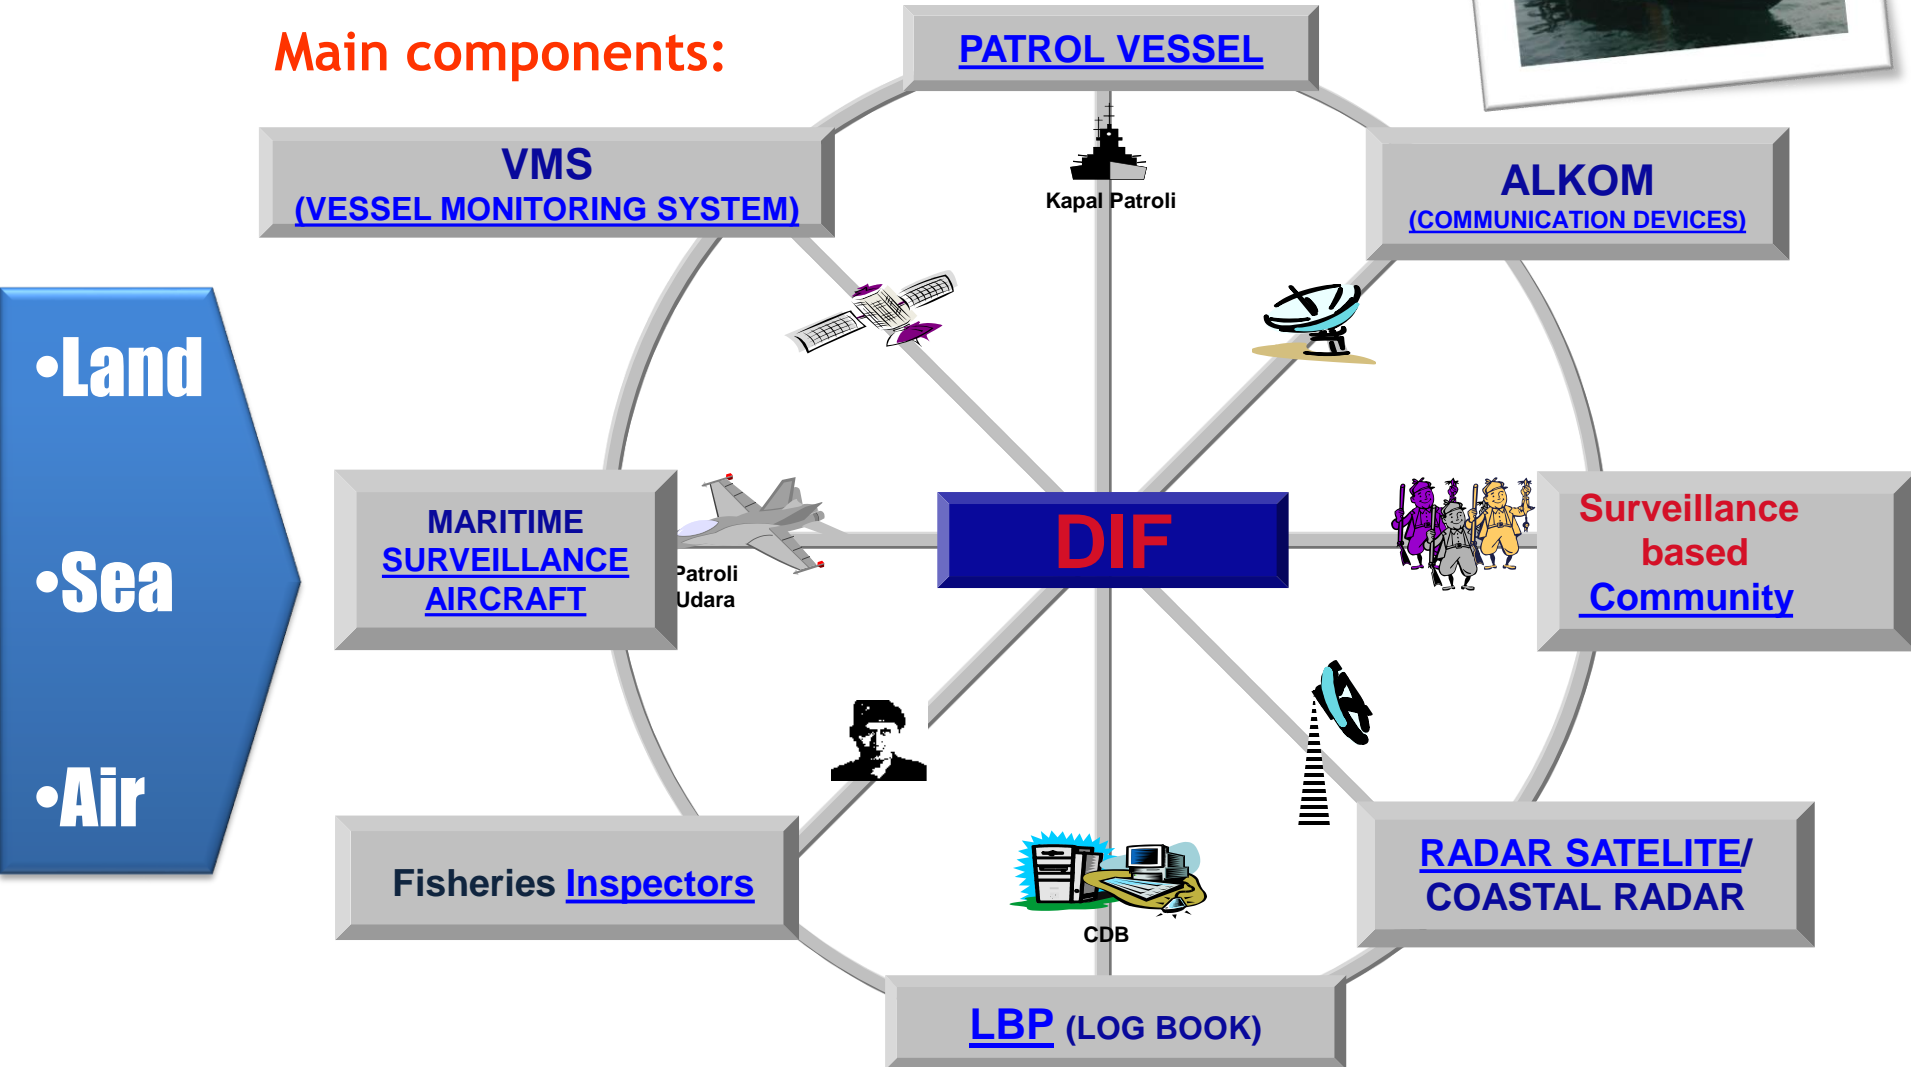 Main components:
PATROL VESSEL
VMS
(VESSEL MONITORING SYSTEM)
Kapal Patroli
ALKOM
(COMMUNICATION DEVICES)
•Land
•Sea
•Air
MARITIME
SURVEILLANCE
AIRCRAFT
Patroli
Udara
DIF
Surveillance
based
Community
Fisheries Inspectors
CDB
RADAR SATELITE/
COASTAL RADAR
LBP (LOG BOOK)